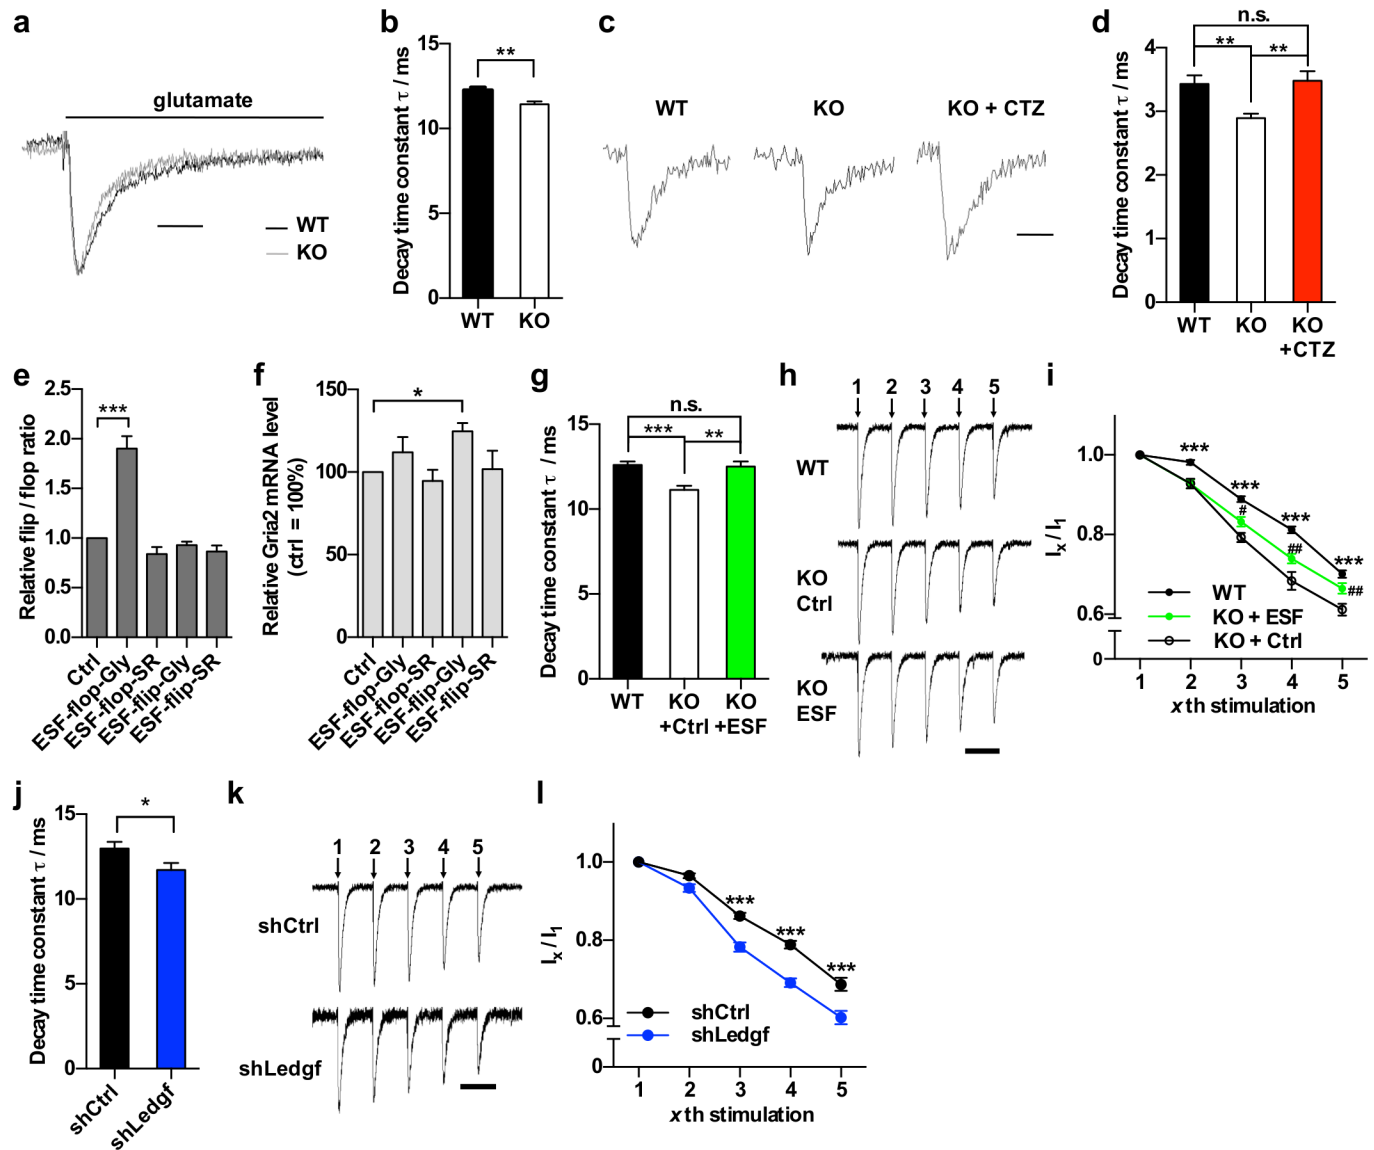 a
glutamate
WT
KO
b
Decay time constant τ / ms
15
10
5
0
**
WT
KO
c
WT
KO
KO + CTZ
d
Decay time constant τ / ms
4
3
2
1
0
n.s.
**
**
WT
KO
KO
+CTZ
e
Relative flip / flop ratio
2.5
2.0
1.5
1.0
0.5
0.0
***
Ctrl
ESF-flop-Gly
ESF-flop-SR
ESF-flip-Gly
ESF-flip-SR
f
Relative Gria2 mRNA level
(ctrl = 100%)
150
100
50
0
*
Ctrl
ESF-flop-Gly
ESF-flop-SR
ESF-flip-Gly
ESF-flip-SR
g
Decay time constant τ / ms
15
10
5
0
n.s.
***
**
WT
KO
+Ctrl
KO
+ESF
h
1 2 3 4 5
WT
KO
Ctrl
KO
ESF
i
Ix / I1
1.0
0.8
0.6
0
***
***
#
***
##
***
##
WT
KO + ESF
KO + Ctrl
1 2 3 4 5
x th stimulation
j
Decay time constant τ / ms
15
10
5
0
*
shCtrl
shLedgf
k
1 2 3 4 5
shCtrl
shLedgf
l
Ix / I1
1.0
0.8
0.6
0
***
***
***
shCtrl
shLedgf
1 2 3 4 5
x th stimulation